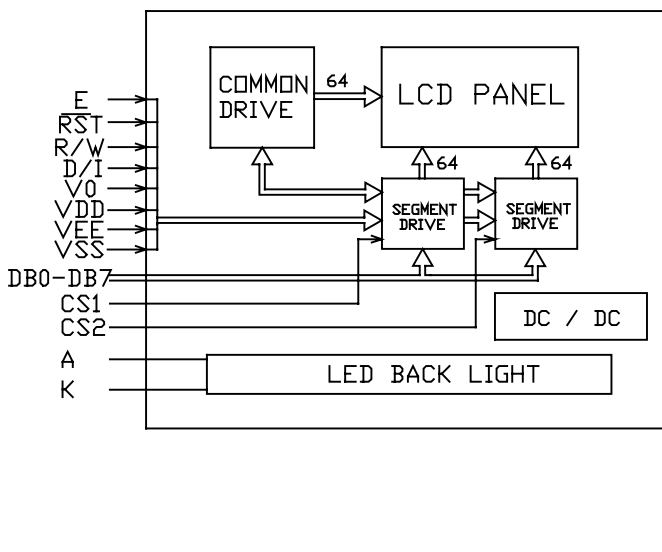 COMMON
DRIVE
64
LCD PANEL
E
RST
R/W
D/I
V0
VDD
VEE
VSS
64
64
SEGMENT
DRIVE
SEGMENT
DRIVE
DB0-DB7
CS1
CS2
DC / DC
A
K
LED BACK LIGHT